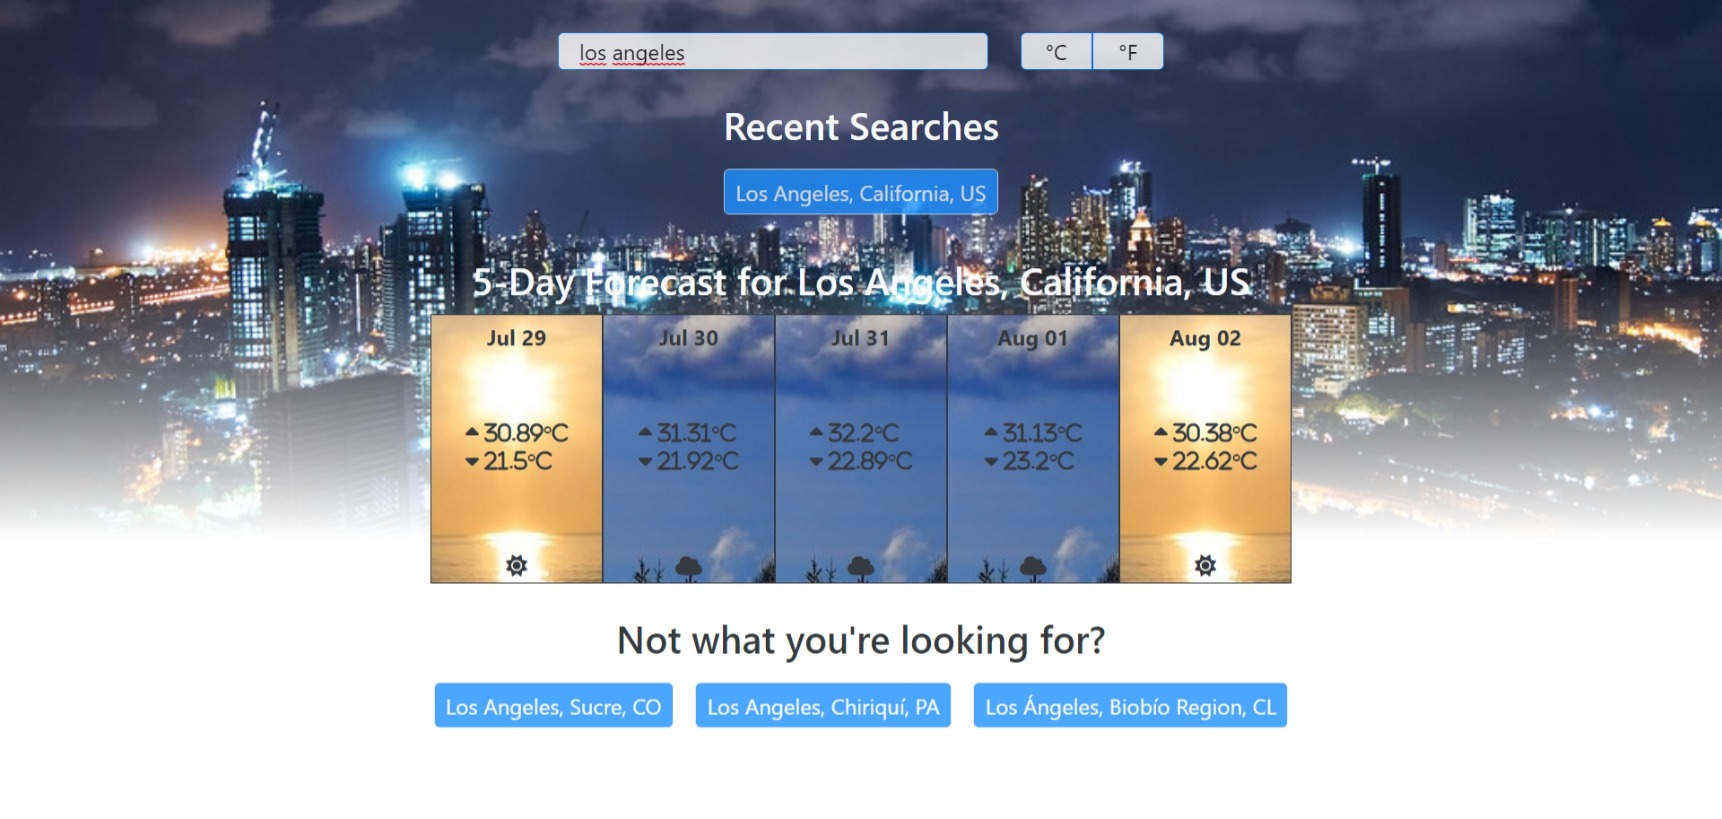 los angeles °C °F
Recent Searches
Los Angeles, California, US
5-Day Forecast for Los Angeles, California, US
Jul 29 Jul 30 Jul 31 Aug 01 Aug 02
30.89°C 31.31°C 32.2°C 31.13°C 30.38°C
21.5°C 21.92°C 22.89°C 23.2°C 22.62°C
Not what you're looking for?
Los Angeles, Sucre, CO Los Angeles, Chiriquí, PA Los Ángeles, Biobío Region, CL